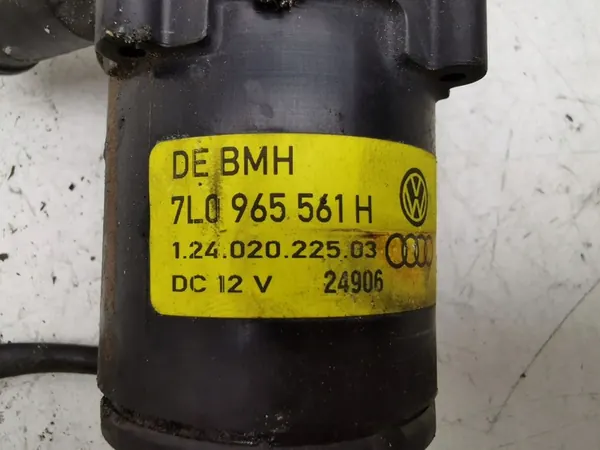 DE BMH
7L0 965 561 H
1.24.020.225.03
DC 12 V 24906